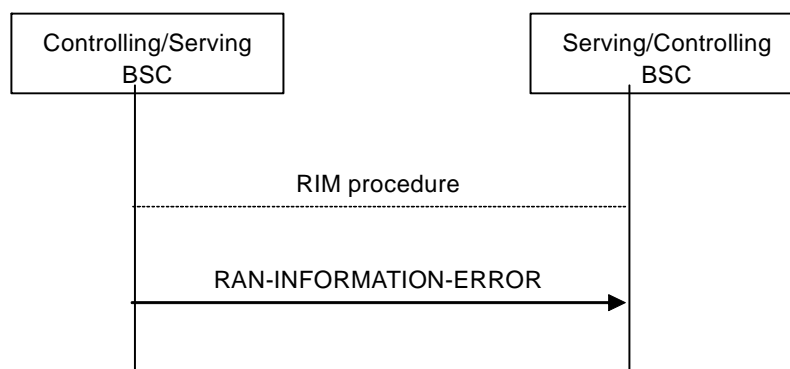 Controlling/Serving
BSC
Serving/Controlling
BSC
RIM procedure
RAN-INFORMATION-ERROR